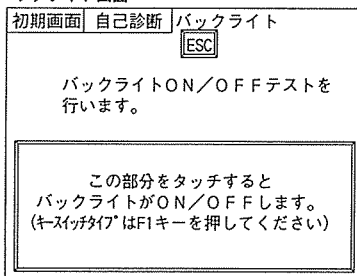 初期画面 自己診断 バックライト
ESC
バックライトON／OFFテストを
行います。
この部分をタッチすると
バックライトがON／OFFします。
(ｷｰｽｲｯﾁﾀｲﾌﾟはF1キーを押してください)